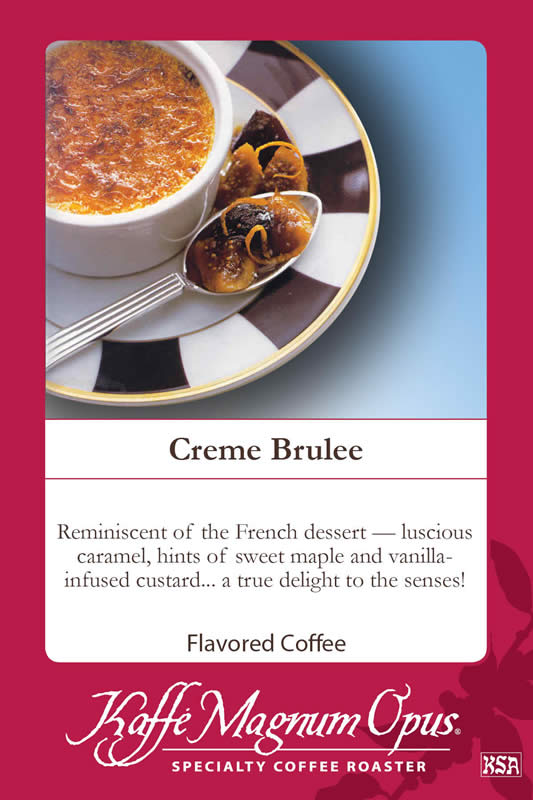 Creme Brulee
Reminiscent of the French dessert — luscious
caramel, hints of sweet maple and vanilla-
infused custard... a true delight to the senses!
Flavored Coffee
Kaffé Magnum Opus®
SPECIALTY COFFEE ROASTER
KSA